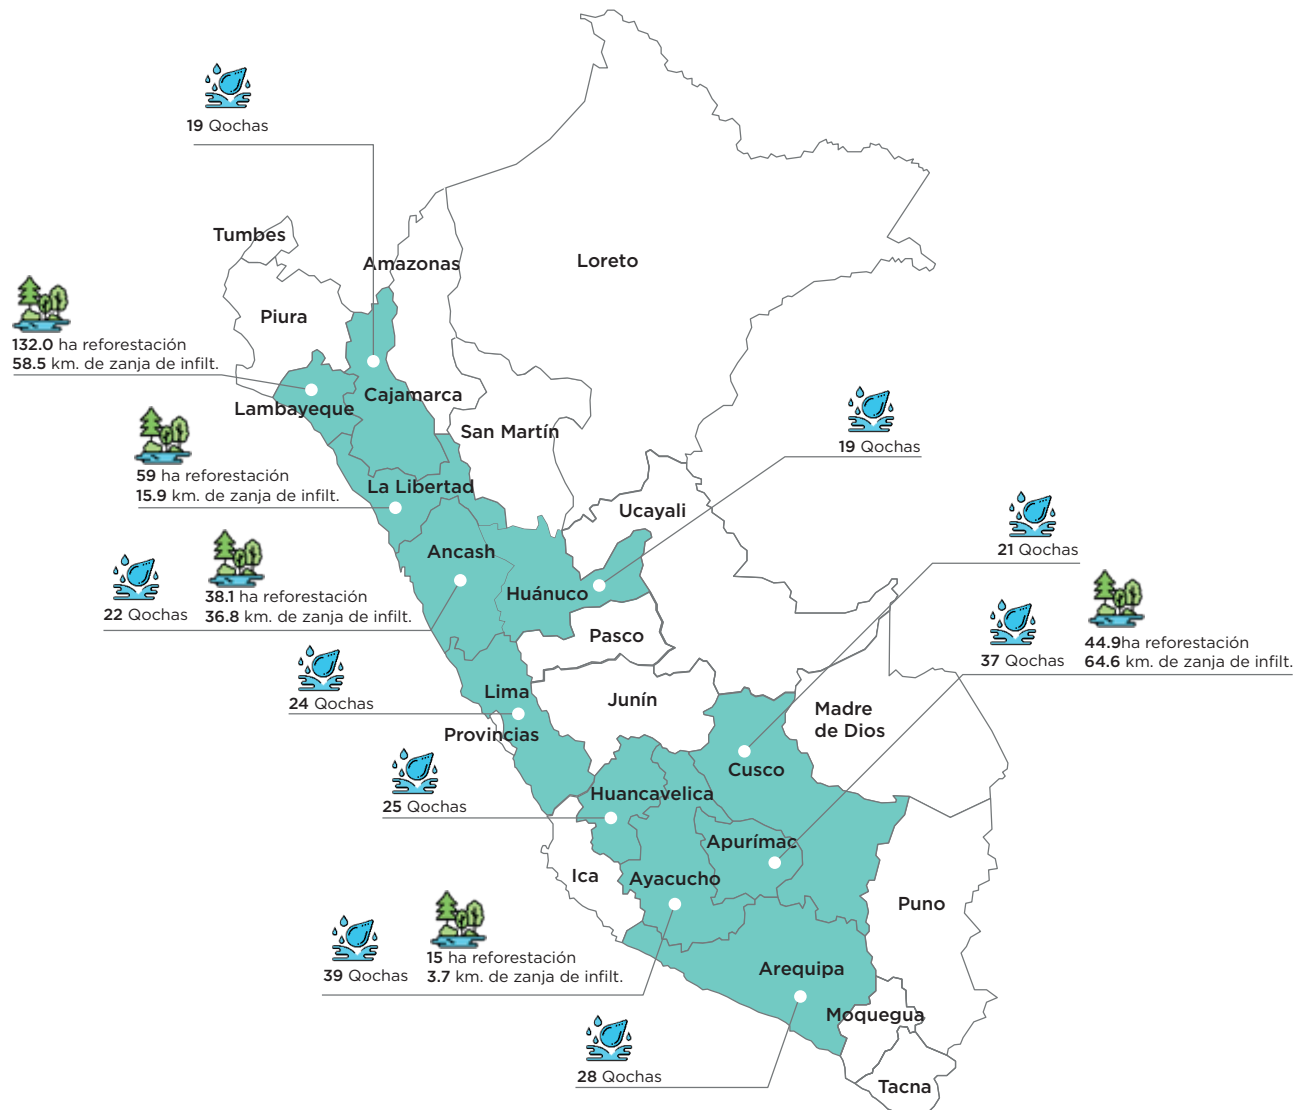 19 Qochas
Tumbes
Amazonas
Loreto
Piura
132.0 ha reforestación
58.5 km. de zanja de infilt.
Cajamarca
Lambayeque
San Martín
19 Qochas
59 ha reforestación
15.9 km. de zanja de infilt.
La Libertad
Ucayali
21 Qochas
Ancash
Huánuco
22 Qochas
38.1 ha reforestación
36.8 km. de zanja de infilt.
Pasco
37 Qochas
44.9ha reforestación
64.6 km. de zanja de infilt.
24 Qochas
Lima
Provincias
Junín
Madre
de Dios
Cusco
25 Qochas
Huancavelica
Apurímac
Ica
Ayacucho
Puno
39 Qochas
15 ha reforestación
3.7 km. de zanja de infilt.
Arequipa
Moquegua
28 Qochas
Tacna